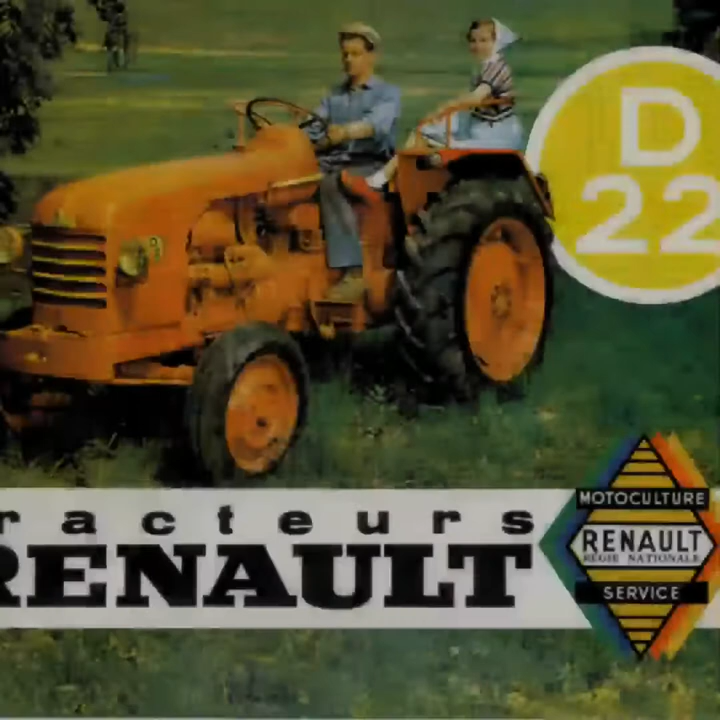 D
22
racteurs
RENAULT
MOTOCULTURE
RENAULT
RÉGIE NATIONALE
SERVICE